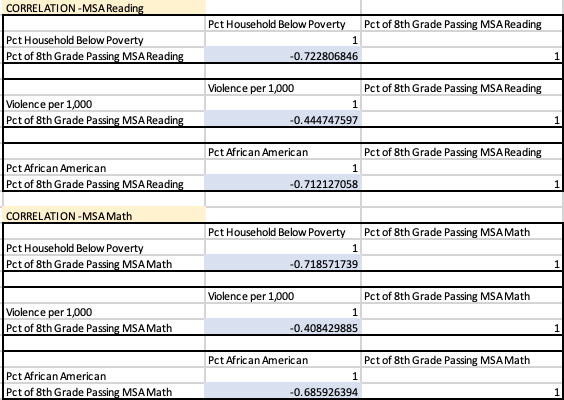 CORRELATION - MSA Reading
Pct Household Below Poverty Pct of 8th Grade Passing MSA Reading
Pct Household Below Poverty 1
Pct of 8th Grade Passing MSA Reading -0.722806846 1
Violence per 1,000 Pct of 8th Grade Passing MSA Reading
Violence per 1,000 1
Pct of 8th Grade Passing MSA Reading -0.444747597 1
Pct African American Pct of 8th Grade Passing MSA Reading
Pct African American 1
Pct of 8th Grade Passing MSA Reading -0.712127058 1
CORRELATION - MSA Math
Pct Household Below Poverty Pct of 8th Grade Passing MSA Math
Pct Household Below Poverty 1
Pct of 8th Grade Passing MSA Math -0.718571739 1
Violence per 1,000 Pct of 8th Grade Passing MSA Math
Violence per 1,000 1
Pct of 8th Grade Passing MSA Math -0.408429885 1
Pct African American Pct of 8th Grade Passing MSA Math
Pct African American 1
Pct of 8th Grade Passing MSA Math -0.685926394 1